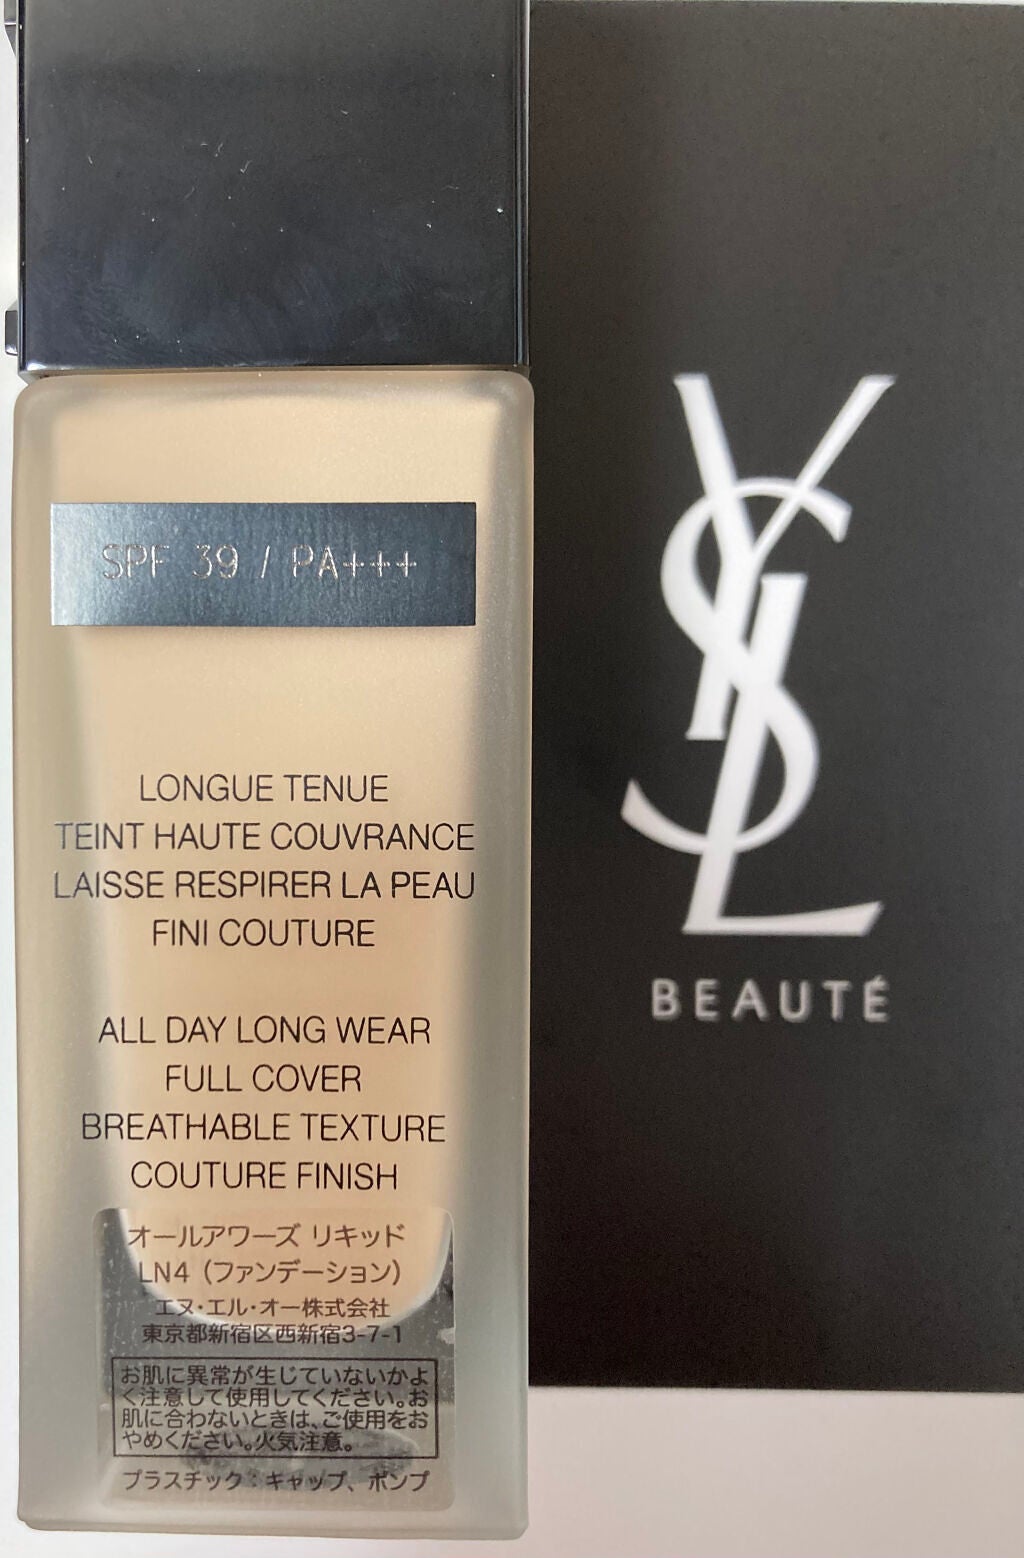 SPF 39 / PA+++
LONGUE TENUE
TEINT HAUTE COUVRANCE
LAISSE RESPIRER LA PEAU
FINI COUTURE
ALL DAY LONG WEAR
FULL COVER
BREATHABLE TEXTURE
COUTURE FINISH
オールアワーズ リキッド
LN4（ファンデーション）
エヌ・エル・オー株式会社
東京都新宿区西新宿3-7-1
お肌に異常が生じていないかよ
く注意して使用してください。お
肌に合わないときは、ご使用をお
やめください。火気注意。
プラスチック：キャップ、ポンプ
YSL
BEAUTÉ